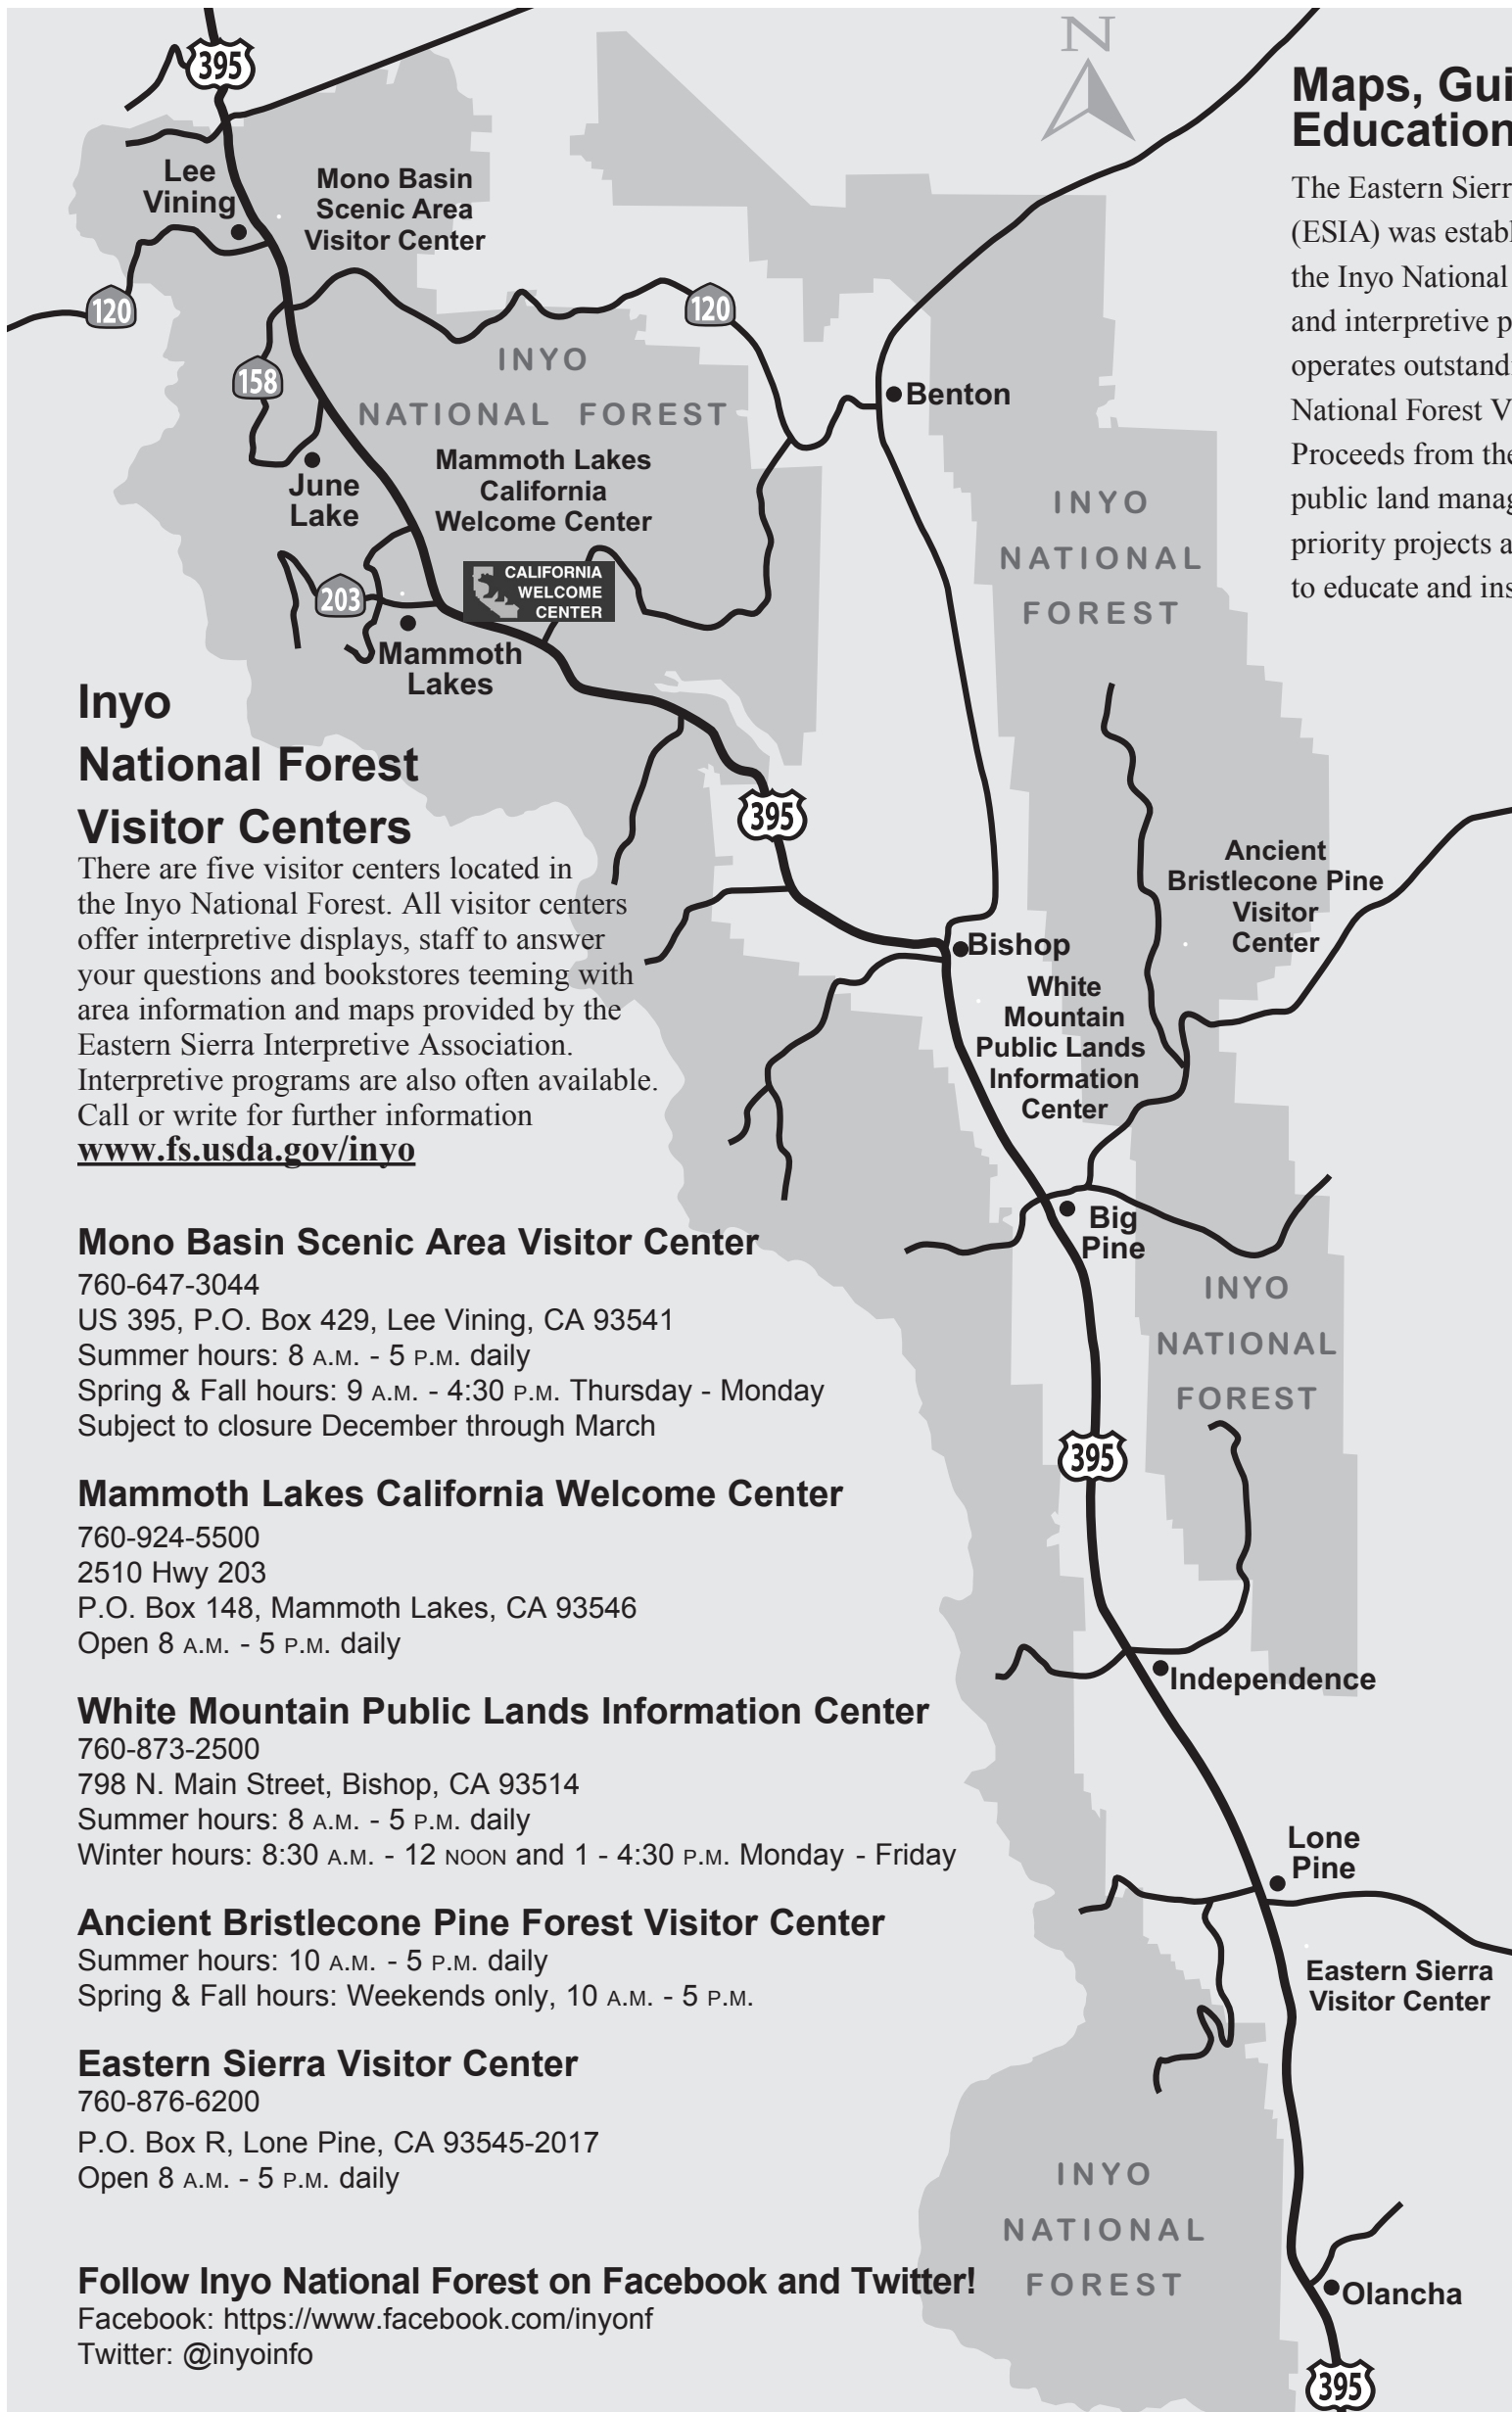 395
N
Maps, Gui
Education
The Eastern Sierr
(ESIA) was establ
the Inyo National
and interpretive p
operates outstand
National Forest V
Proceeds from the
public land manag
priority projects a
to educate and ins
Lee
Vining
Mono Basin
Scenic Area
Visitor Center
120
120
158
INYO
NATIONAL FOREST
Benton
June
Lake
Mammoth Lakes
California
Welcome Center
CALIFORNIA
WELCOME
CENTER
203
Mammoth
Lakes
INYO
NATIONAL
FOREST
Inyo
National Forest
Visitor Centers
There are five visitor centers located in
the Inyo National Forest. All visitor centers
offer interpretive displays, staff to answer
your questions and bookstores teeming with
area information and maps provided by the
Eastern Sierra Interpretive Association.
Interpretive programs are also often available.
Call or write for further information
www.fs.usda.gov/inyo
395
Ancient
Bristlecone Pine
Visitor
Center
Bishop
White
Mountain
Public Lands
Information
Center
Big
Pine
INYO
NATIONAL
FOREST
395
Mono Basin Scenic Area Visitor Center
760-647-3044
US 395, P.O. Box 429, Lee Vining, CA 93541
Summer hours: 8 A.M. - 5 P.M. daily
Spring & Fall hours: 9 A.M. - 4:30 P.M. Thursday - Monday
Subject to closure December through March
Mammoth Lakes California Welcome Center
760-924-5500
2510 Hwy 203
P.O. Box 148, Mammoth Lakes, CA 93546
Open 8 A.M. - 5 P.M. daily
Independence
White Mountain Public Lands Information Center
760-873-2500
798 N. Main Street, Bishop, CA 93514
Summer hours: 8 A.M. - 5 P.M. daily
Winter hours: 8:30 A.M. - 12 NOON and 1 - 4:30 P.M. Monday - Friday
Lone
Pine
Ancient Bristlecone Pine Forest Visitor Center
Summer hours: 10 A.M. - 5 P.M. daily
Spring & Fall hours: Weekends only, 10 A.M. - 5 P.M.
Eastern Sierra
Visitor Center
Eastern Sierra Visitor Center
760-876-6200
P.O. Box R, Lone Pine, CA 93545-2017
Open 8 A.M. - 5 P.M. daily
INYO
NATIONAL
FOREST
Follow Inyo National Forest on Facebook and Twitter!
Facebook: https://www.facebook.com/inyonf
Twitter: @inyoinfo
Olancha
395